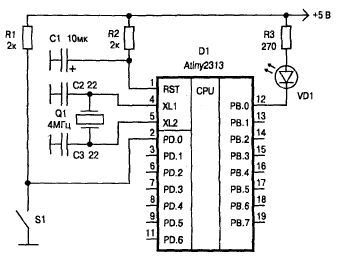 R1
2к
C1 10мк
+
R2
2к
+5 В
R3
270
D1
Atiny2313
VD1
C2 22
Q1
4МГц
C3 22
1 RST CPU
4 XL1 PB.0 12
5 XL2 PB.1 13
2 PD.0 PB.2 14
3 PD.1 PB.3 15
6 PD.2 PB.4 16
7 PD.3 PB.5 17
8 PD.4 PB.6 18
9 PD.5 PB.7 19
11 PD.6
S1